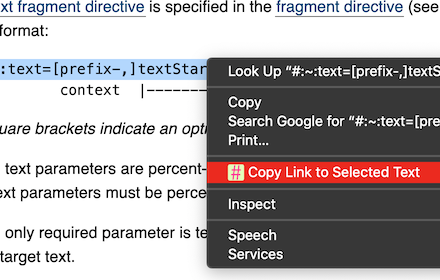 xt fragment directive is specified in the fragment directive (see
format:
:text=[prefix-,]textStar
context |-------
uare brackets indicate an opti
text parameters are percent-
ext parameters must be perce
only required parameter is te
target text.
Look Up “#:~:text=[prefix-,]textS
Copy
Search Google for “#:~:text=[pre
Print...
# Copy Link to Selected Text
Inspect
Speech
Services